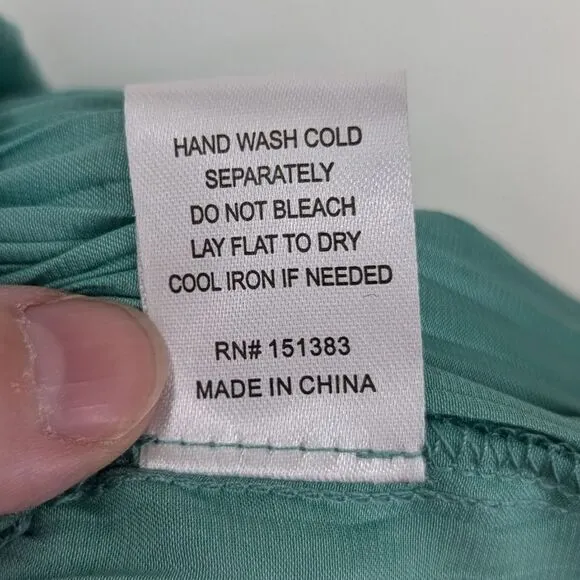 HAND WASH COLD
SEPARATELY
DO NOT BLEACH
LAY FLAT TO DRY
COOL IRON IF NEEDED
RN# 151383
MADE IN CHINA